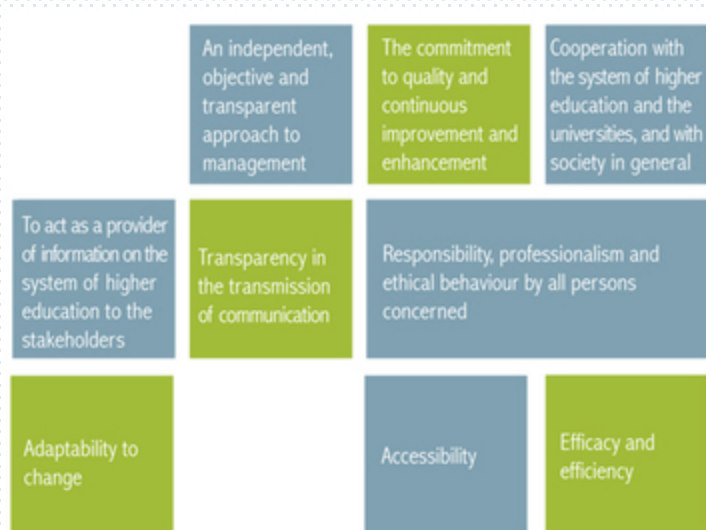 An independent,
objective and
transparent
approach to
management
The commitment
to quality and
continuous
improvement and
enhancement
Cooperation with
the system of higher
education and the
universities, and with
society in general
To act as a provider
of information on the
system of higher
education to the
stakeholders
Transparency in
the transmission
of communication
Responsibility, professionalism and
ethical behaviour by all persons
concerned
Adaptability to
change
Accessibility
Efficacy and
efficiency